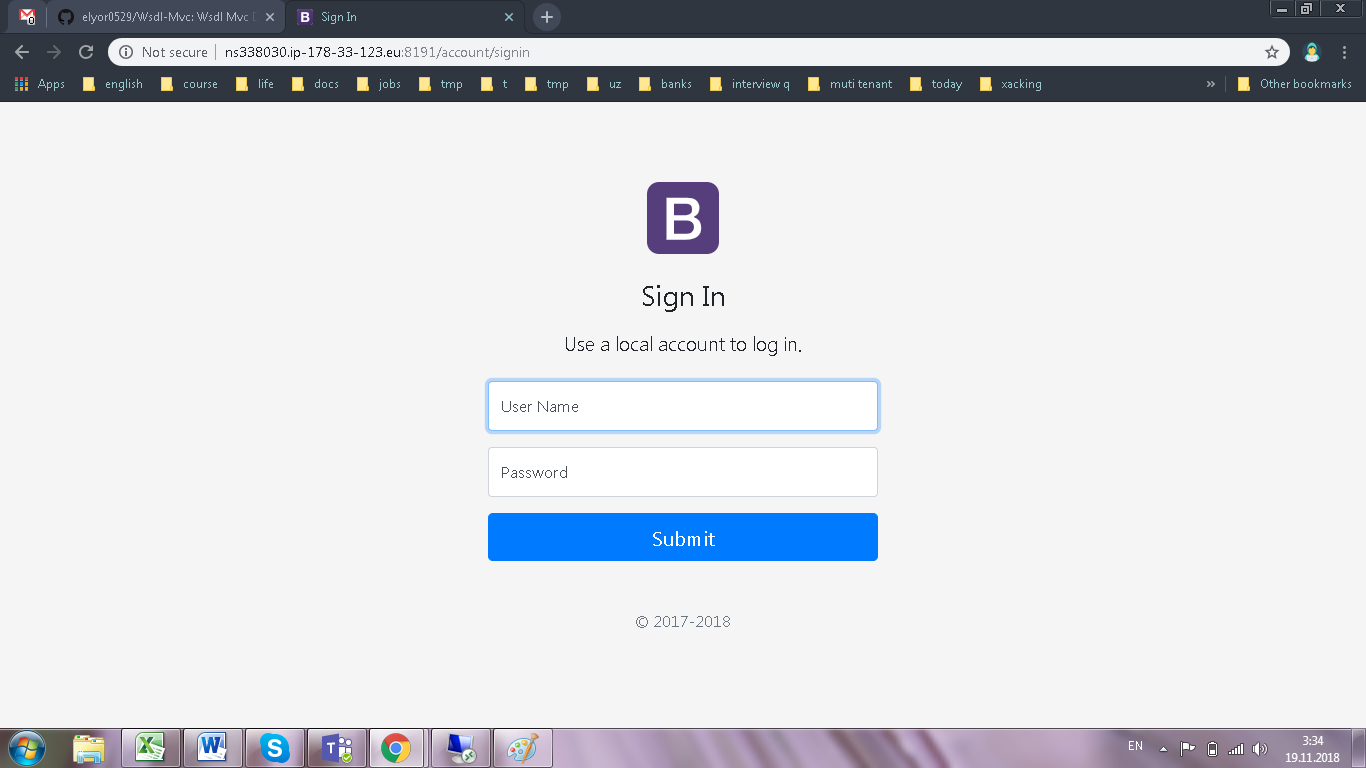 0
elyor0529/Wsdl-Mvc: Wsdl Mvc
Sign In
Not secure ns338030.ip-178-33-123.eu:8191/account/signin
Apps english course life docs jobs tmp t tmp uz banks interview q muti tenant today xacking » Other bookmarks
B
Sign In
Use a local account to log in.
User Name
Password
Submit
© 2017-2018
EN
3:34
19.11.2018